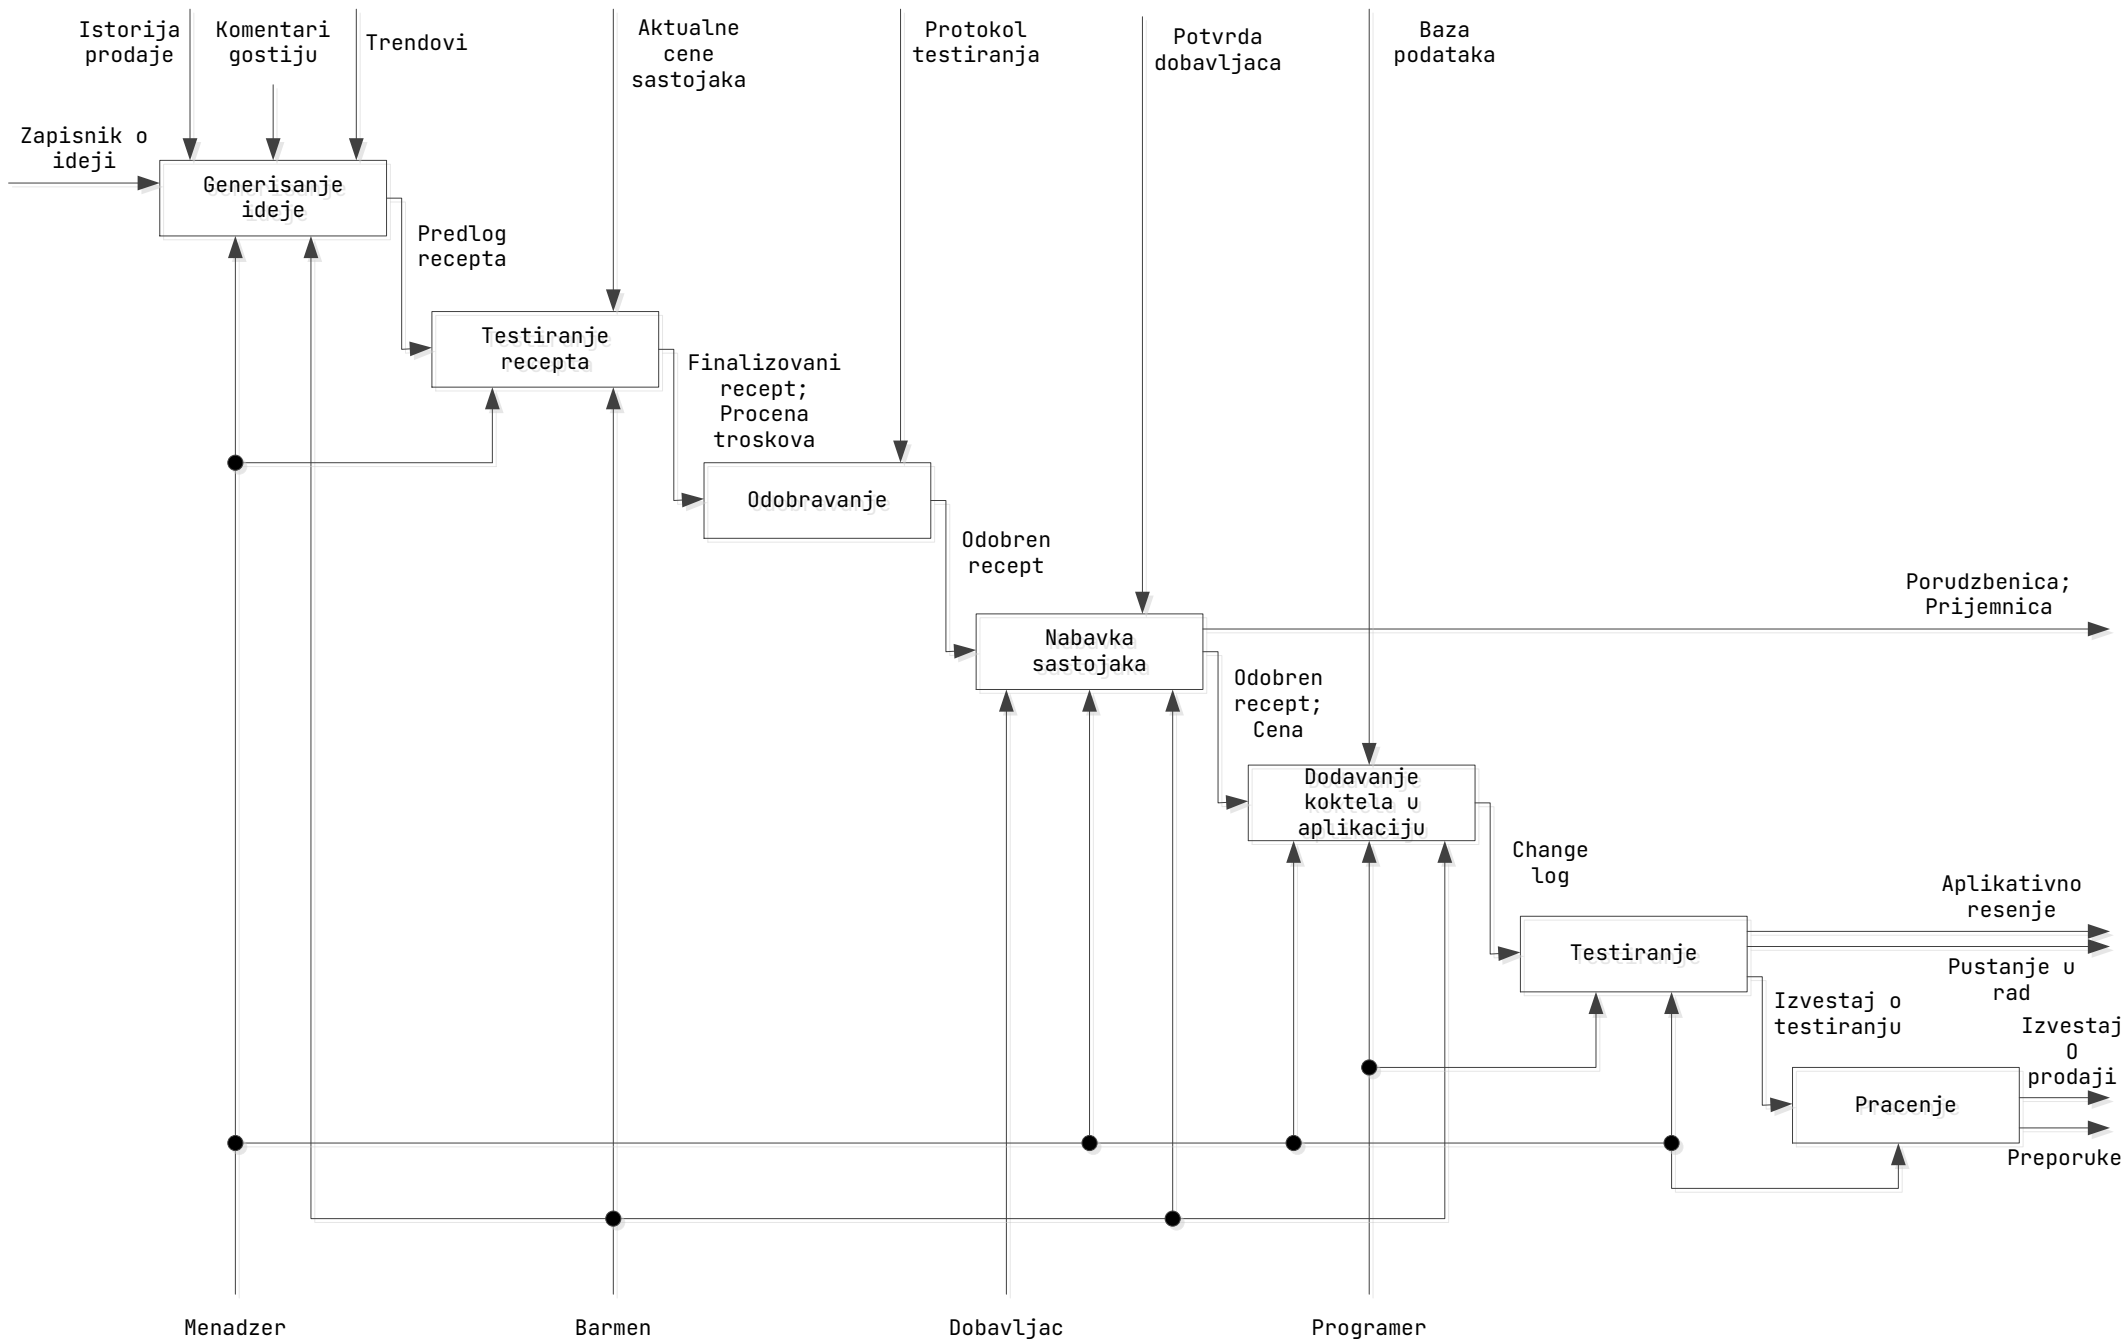 Istorija
prodaje
Komentari
gostiju
Trendovi
Aktualne
cene
sastojaka
Protokol
testiranja
Potvrda
dobavljaca
Baza
podataka
Zapisnik o
ideji
Generisanje
ideje
Predlog
recepta
Testiranje
recepta
Finalizovani
recept;
Procena
troskova
Odobravanje
Odobren
recept
Porudzbenica;
Prijemnica
Nabavka
sastojaka
Odobren
recept;
Cena
Dodavanje
koktela u
aplikaciju
Change
log
Aplikativno
resenje
Testiranje
Pustanje u
rad
Izvestaj o
testiranju
Izvestaj
O
prodaji
Pracenje
Preporuke
Menadzer
Barmen
Dobavljac
Programer